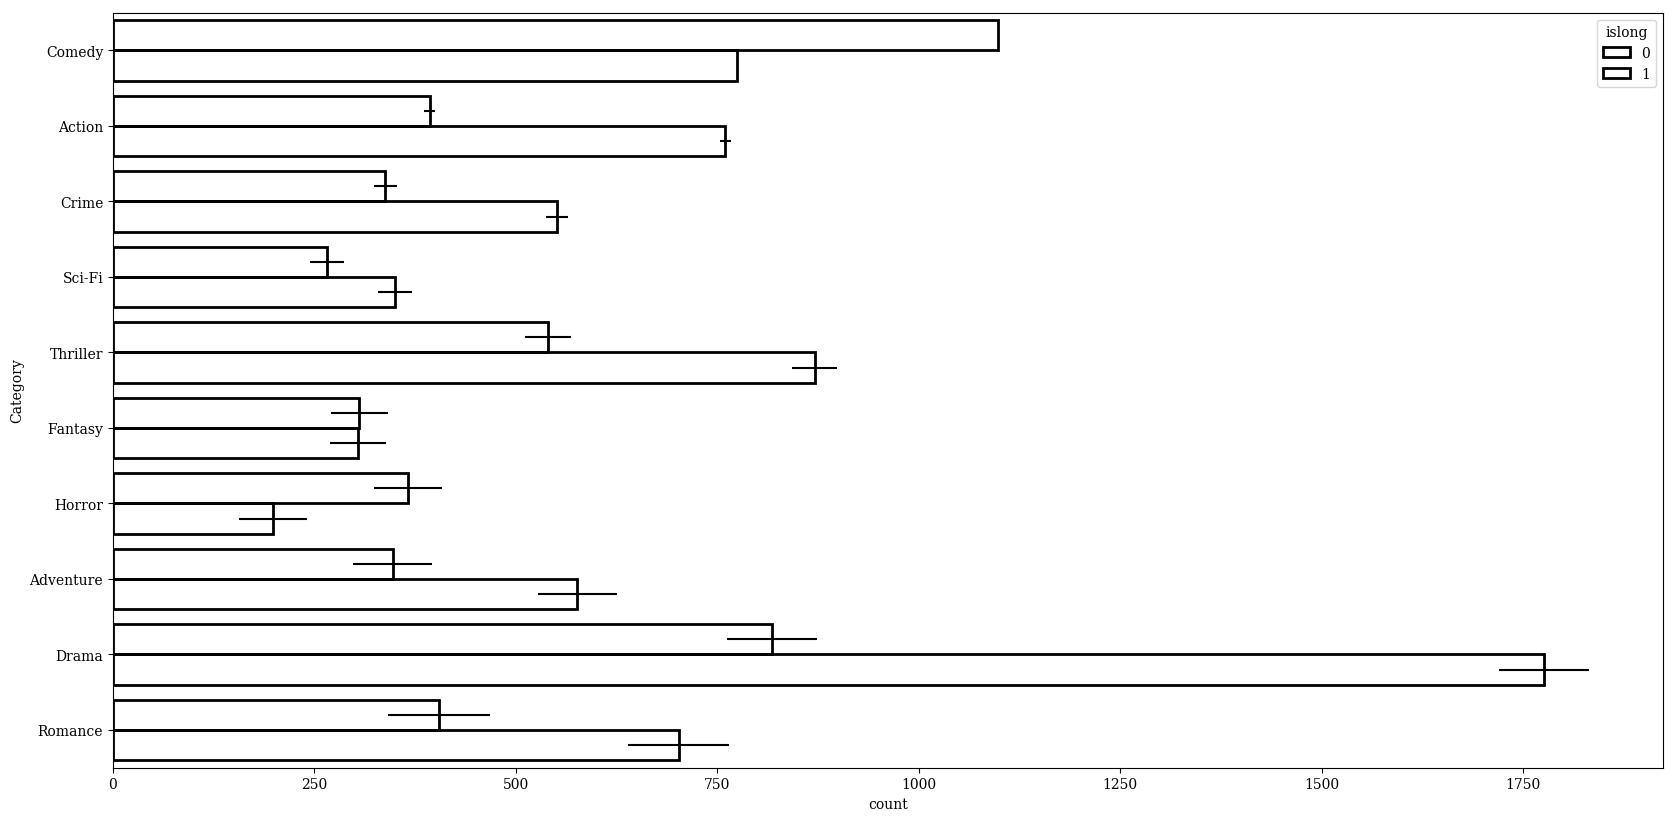 islong
0
1
Comedy
Action
Crime
Sci-Fi
Thriller
Fantasy
Horror
Adventure
Drama
Romance
Category
0 250 500 750 1000 1250 1500 1750
count